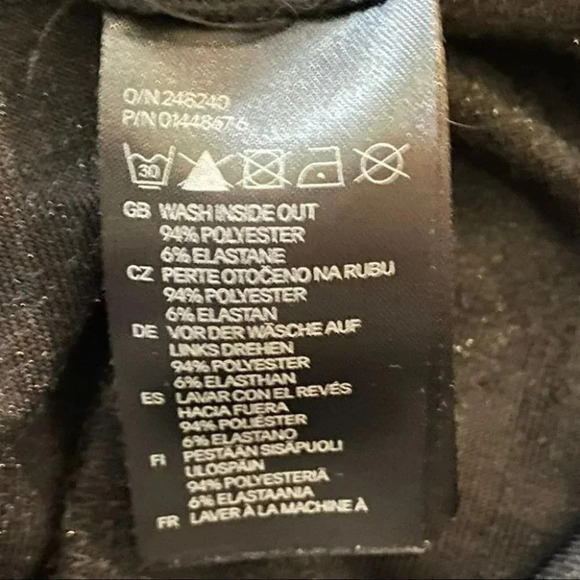 O/N 248240
P/N 0144867 6
30
GB WASH INSIDE OUT
94% POLYESTER
6% ELASTANE
CZ PERTE OTOČENO NA RUBU
94% POLYESTER
6% ELASTAN
DE VOR DER WÄSCHE AUF
LINKS DREHEN
94% POLYESTER
6% ELASTHAN
ES LAVAR CON EL REVÉS
HACIA FUERA
94% POLIÉSTER
6% ELASTANO
FI PESTÄÄN SISÄPUOLI
ULOSPÄIN
94% POLYESTERIÄ
6% ELASTAANIA
FR LAVER À LA MACHINE À